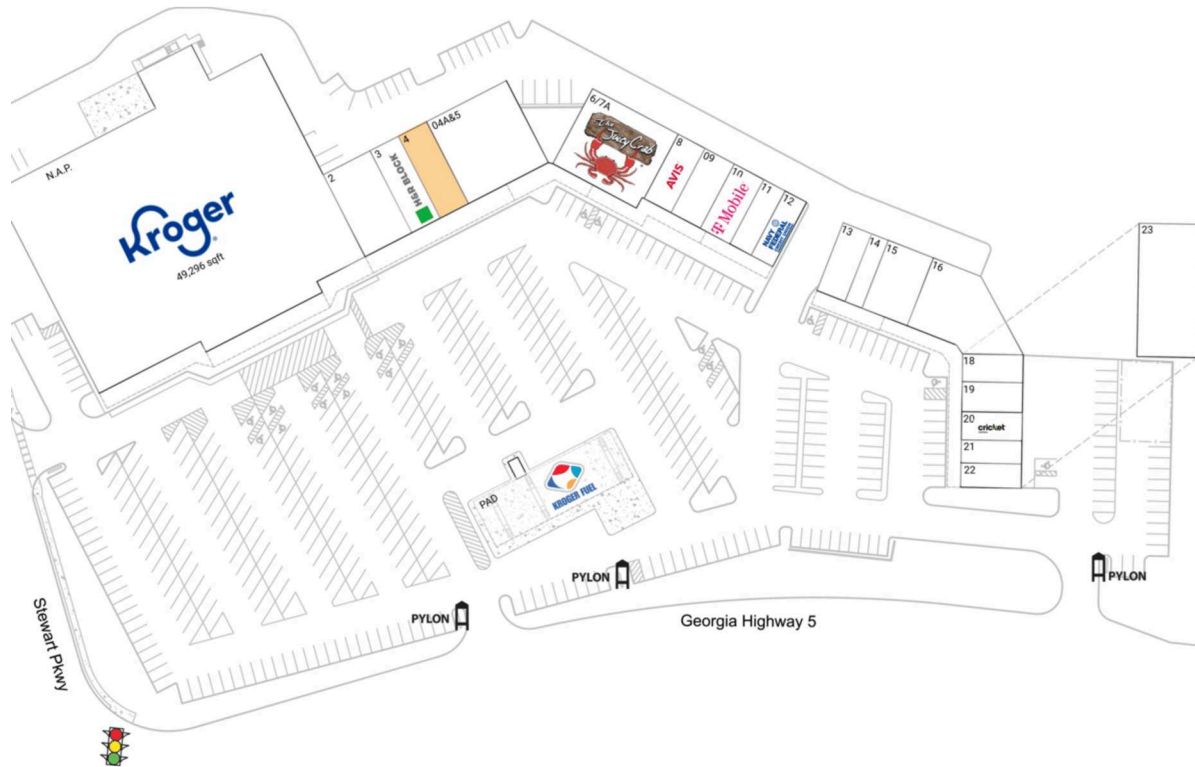 N.A.P.
Kroger
49,296 sqft
2
3
H&R BLOCK
4
04A&5
6/7A
The Juicy Crab
8
AVIS
09
10
T Mobile
11
12
NAVY
FEDERAL
13
14
15
16
23
18
19
20
cricket
21
22
PAD
KROGER FUEL
PYLON
PYLON
PYLON
Georgia Highway 5
Stewart Pkwy